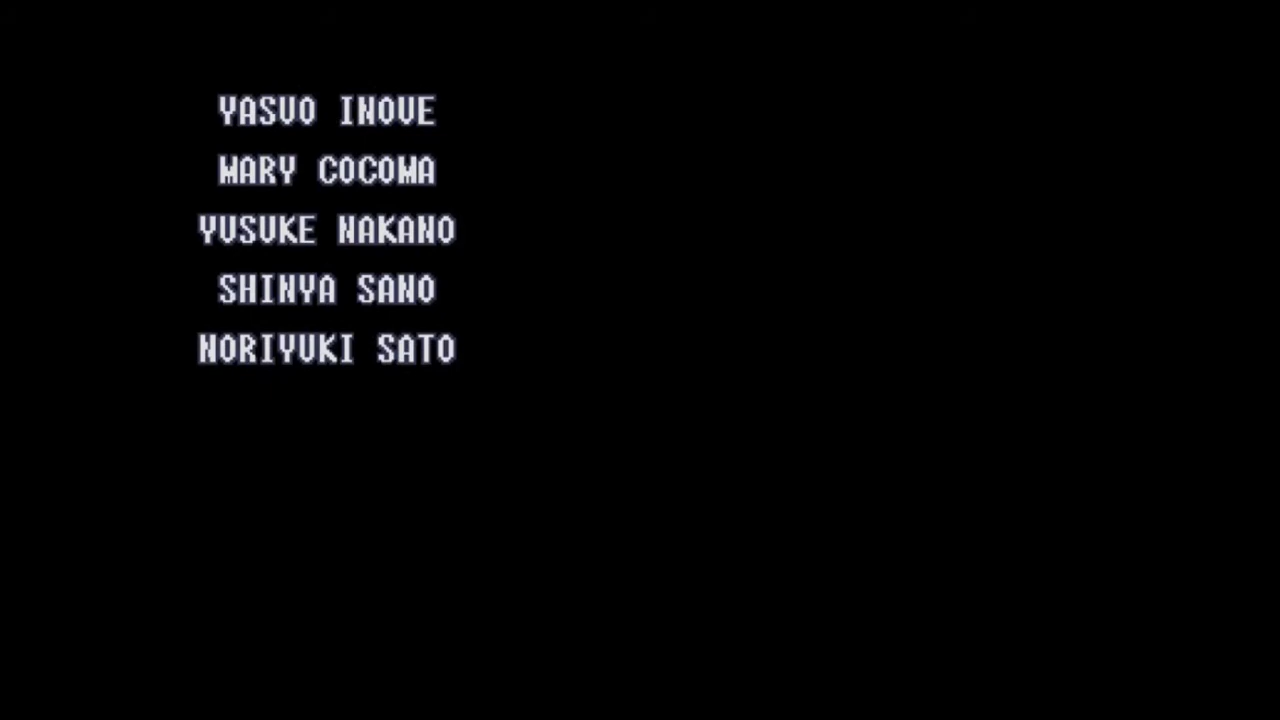 YASUO INOUE
MARY COCOMA
YUSUKE NAKANO
SHINYA SANO
NORIYUKI SATO